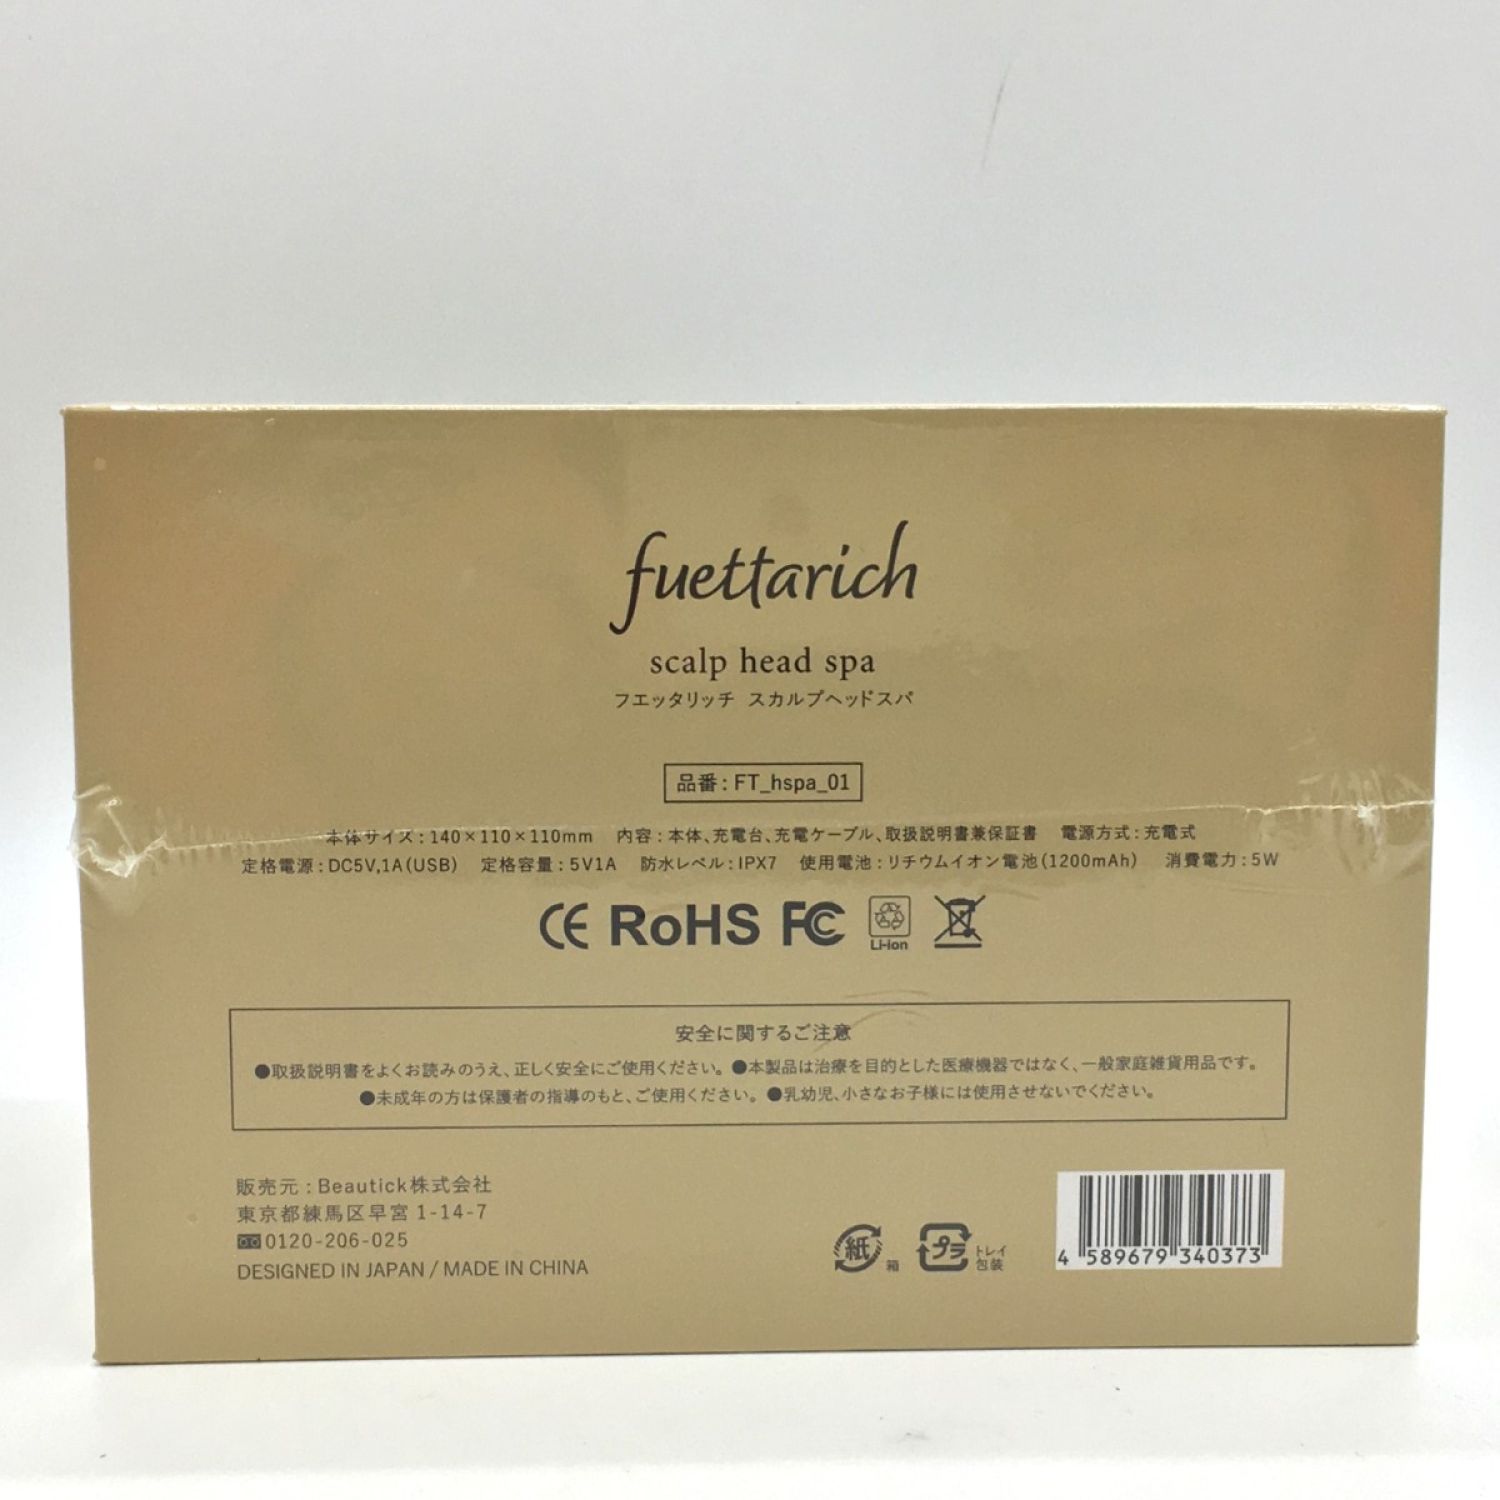 fuettarich
scalp head spa
フエッタリッチ スカルプヘッドスパ
品番:FT_hspa_01
本体サイズ:140×110×110mm 内容:本体、充電台、充電ケーブル、取扱説明書兼保証書 電源方式:充電式
定格電源:DC5V,1A(USB) 定格容量:5V1A 防水レベル:IPX7 使用電池:リチウムイオン電池(1200mAh) 消費電力:5W
CE RoHS FC
Li-ion
安全に関するご注意
●取扱説明書をよくお読みのうえ、正しく安全にご使用ください。●本製品は治療を目的とした医療機器ではなく、一般家庭雑貨用品です。
●未成年の方は保護者の指導のもと、ご使用ください。●乳幼児、小さなお子様には使用させないでください。
販売元:Beautick株式会社
東京都練馬区早宮1-14-7
0120-206-025
DESIGNED IN JAPAN / MADE IN CHINA
紙 箱 プラ トレイ
包装
4 589679 340373